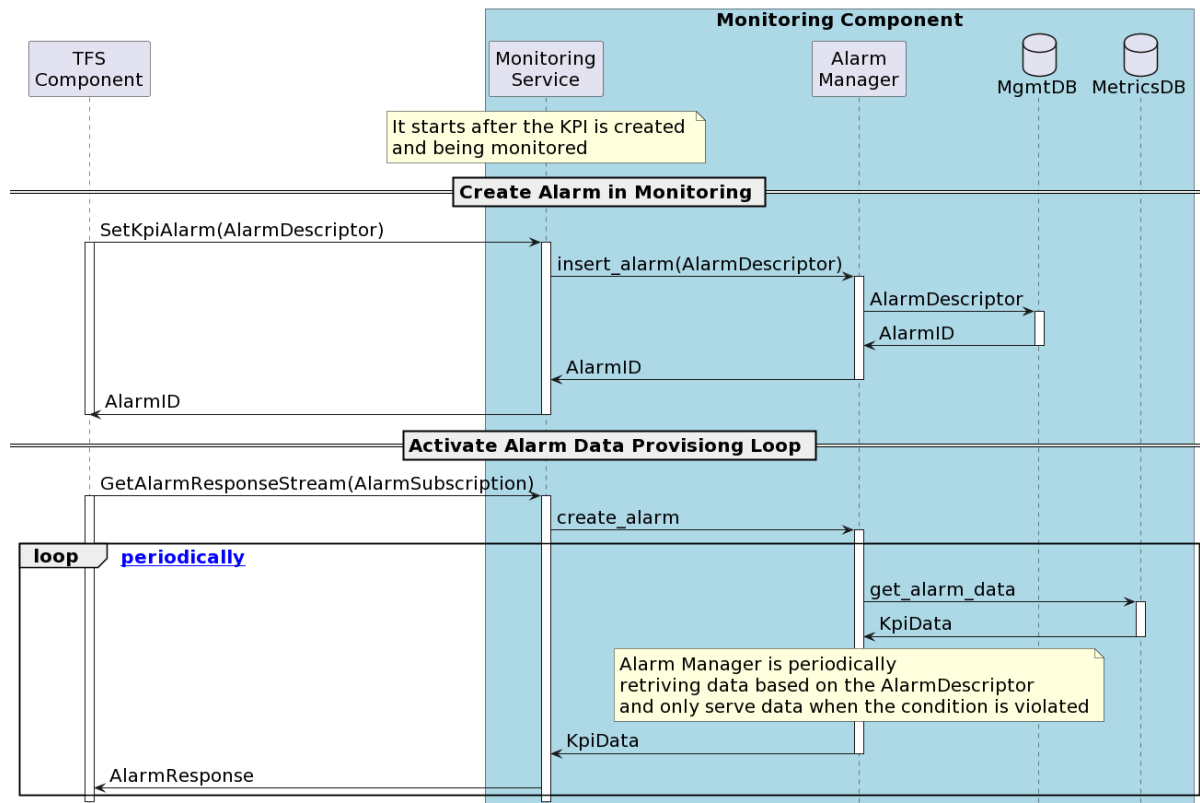 Monitoring Component
TFS
Component
Monitoring
Service
Alarm
Manager
MgmtDB
MetricsDB
It starts after the KPI is created
and being monitored
Create Alarm in Monitoring
SetKpiAlarm(AlarmDescriptor)
insert_alarm(AlarmDescriptor)
AlarmDescriptor
AlarmID
AlarmID
AlarmID
Activate Alarm Data Provisiong Loop
GetAlarmResponseStream(AlarmSubscription)
create_alarm
loop
periodically
get_alarm_data
KpiData
Alarm Manager is periodically
retriving data based on the AlarmDescriptor
and only serve data when the condition is violated
KpiData
AlarmResponse